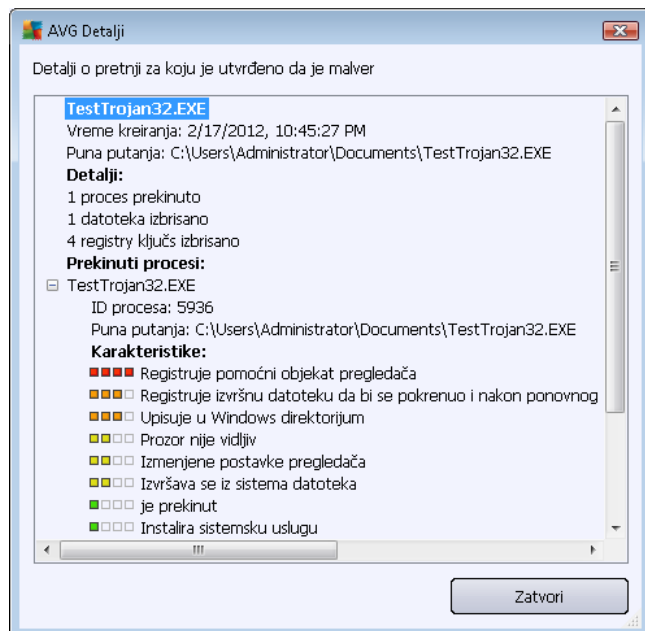 AVG Detalji
Detalji o pretnji za koju je utvrđeno da je malver
TestTrojan32.EXE
Vreme kreiranja: 2/17/2012, 10:45:27 PM
Puna putanja: C:\Users\Administrator\Documents\TestTrojan32.EXE
Detalji:
1 proces prekinuto
1 datoteka izbrisano
4 registry ključs izbrisano
Prekinuti procesi:
TestTrojan32.EXE
ID procesa: 5936
Puna putanja: C:\Users\Administrator\Documents\TestTrojan32.EXE
Karakteristike:
Registruje pomoćni objekat pregledača
Registruje izvršnu datoteku da bi se pokrenuo i nakon ponovnog
Upisuje u Windows direktorijum
Prozor nije vidljiv
Izmenjene postavke pregledača
Izvršava se iz sistema datoteka
je prekinut
Instalira sistemsku uslugu
Zatvori